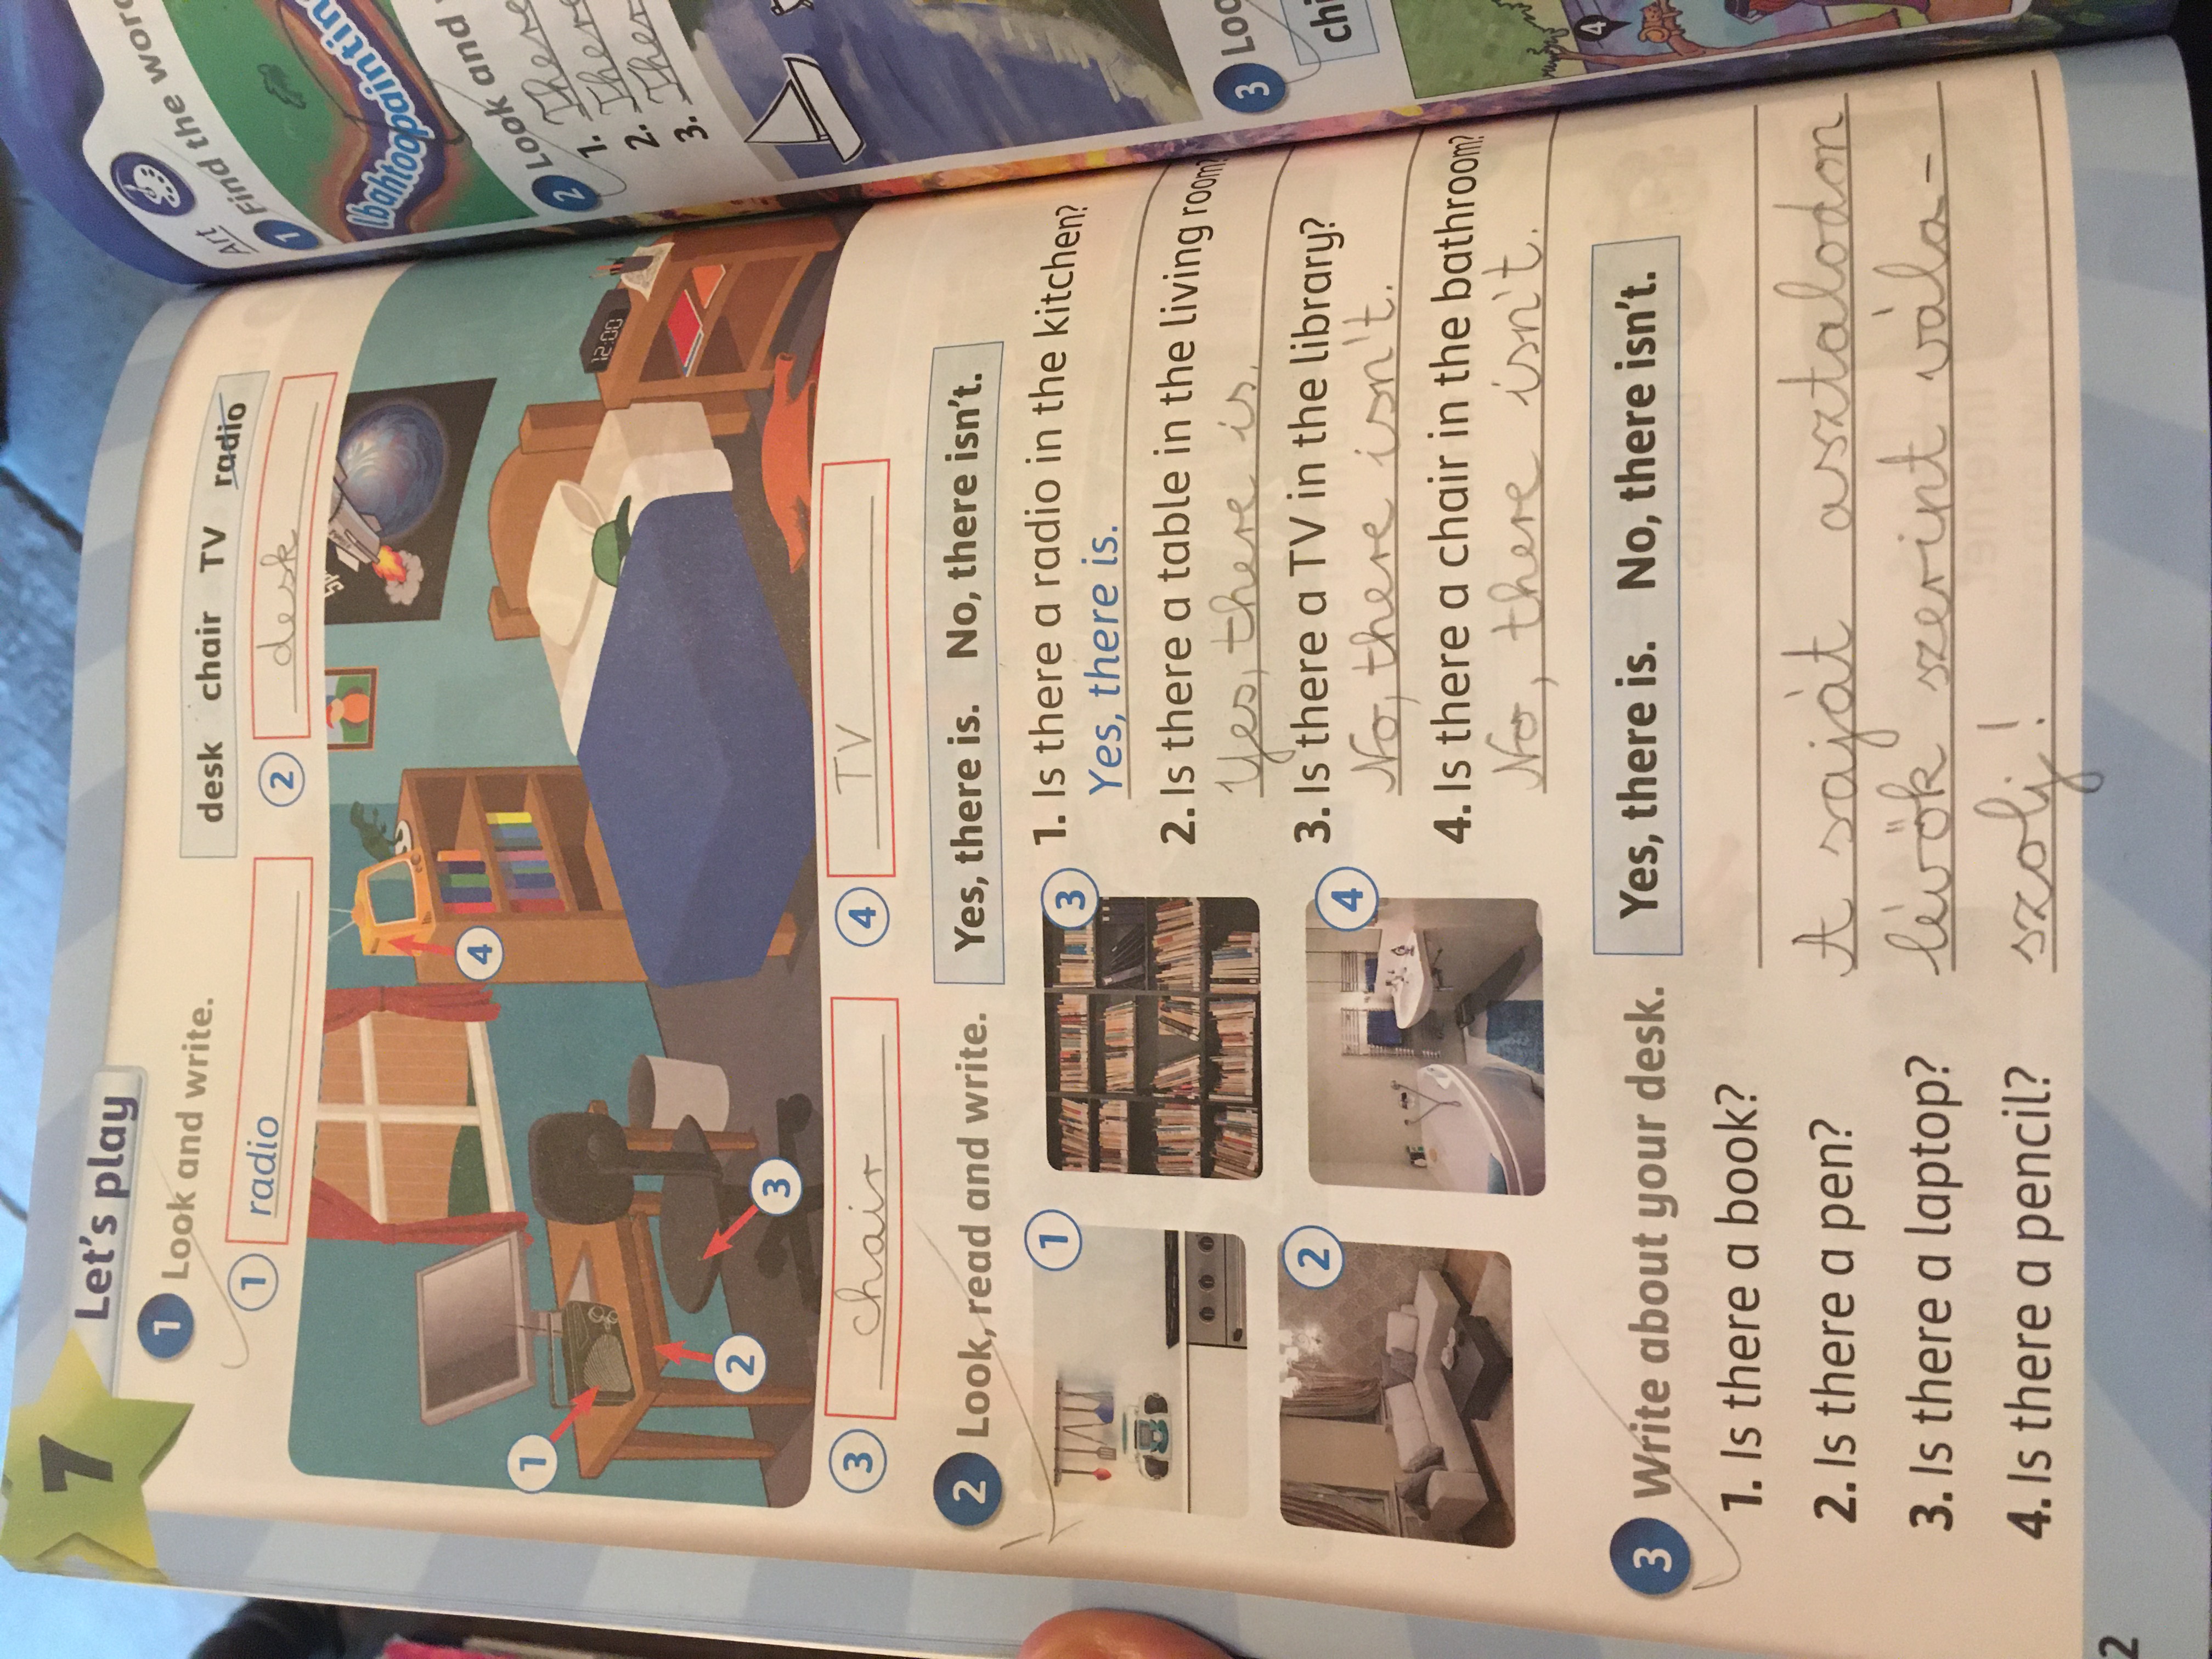 7
Let's play
1 Look and write.
desk chair TV radio
1 radio
2 desk
12:00
1
2
3
4
3 chair
4 TV
2 Look, read and write.
Yes, there is. No, there isn't.
1
3
2
4
1. Is there a radio in the kitchen?
Yes, there is.
2. Is there a table in the living room?
Yes, there is.
3. Is there a TV in the library?
No, there isn't.
4. Is there a chair in the bathroom?
No, there isn't.
3 Write about your desk.
Yes, there is. No, there isn't.
1. Is there a book?
2. Is there a pen?
A saját asztalodon
3. Is there a laptop?
lévők szerint vála-
4. Is there a pencil?
szolj!
2
Art
1 Find the
lbahtoopainting
2 Look and
1. There
2. There
3.
3
4